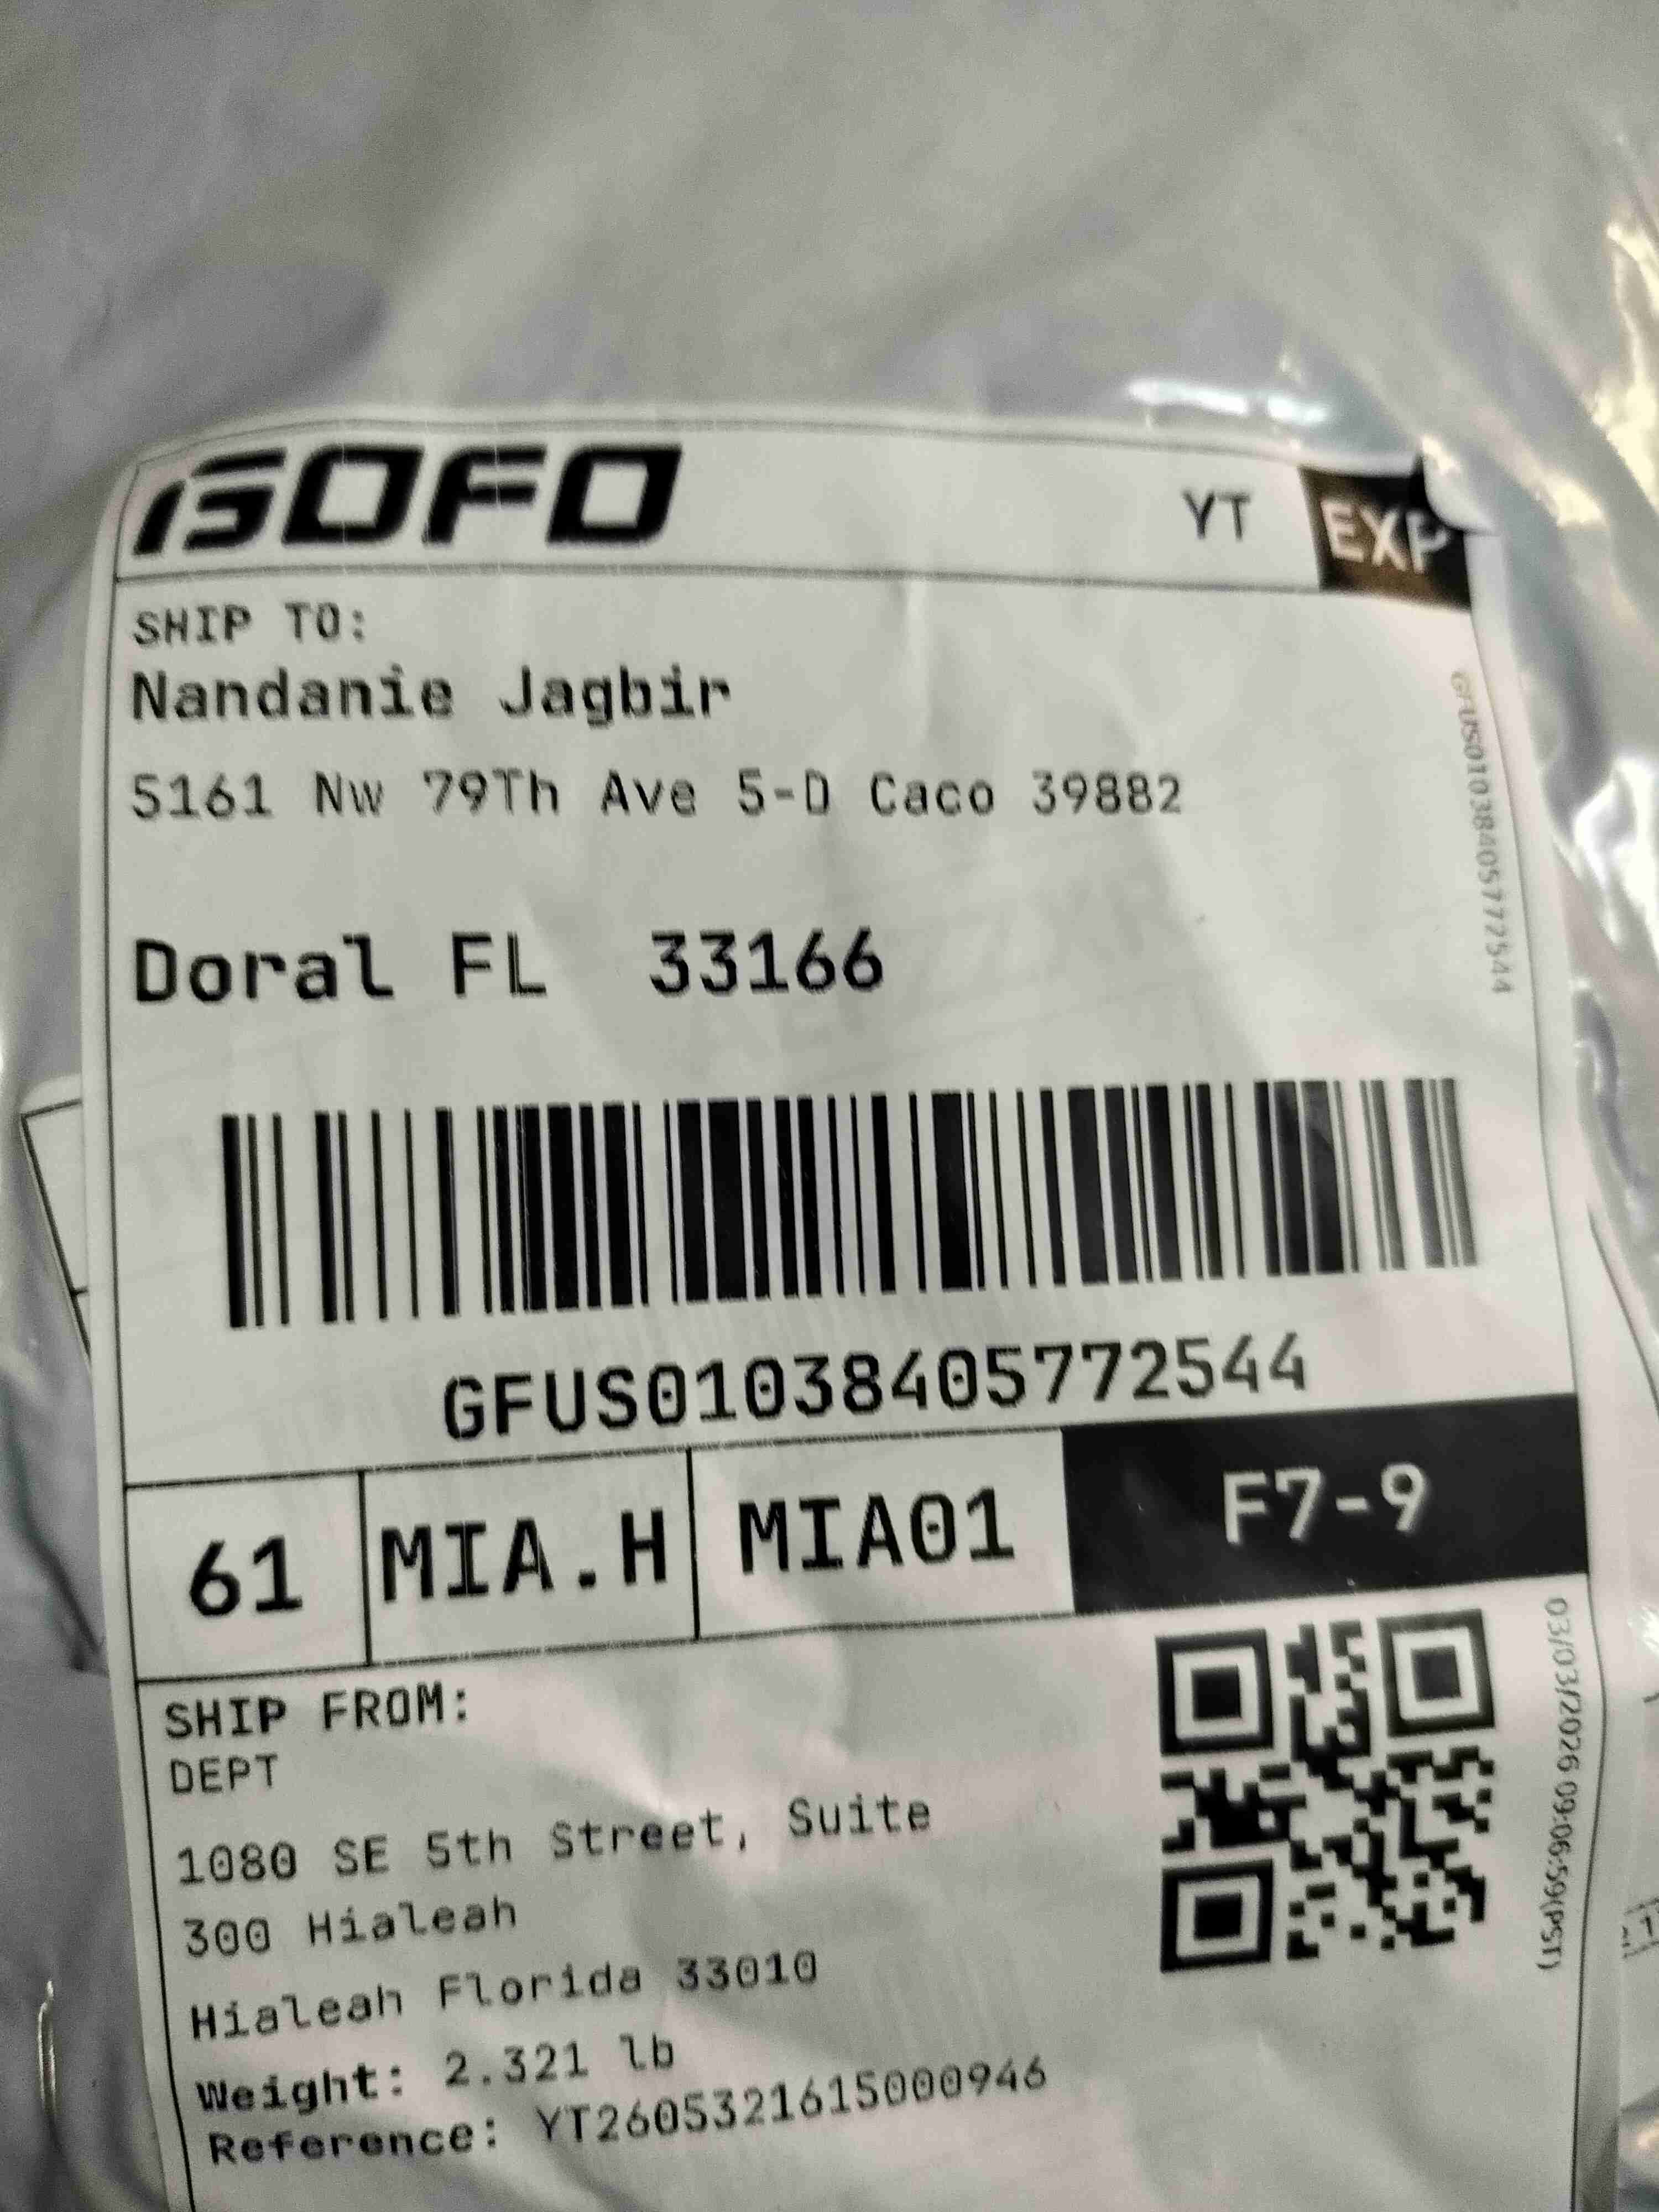 GOFO
YT EXP
SHIP TO:
Nandanie Jagbir
5161 Nw 79Th Ave 5-D Caco 39882
Doral FL 33166
GFUS01038405772544
GFUS01038405772544
61 MIA.H MIA01 F7-9
SHIP FROM:
DEPT
1080 SE 5th Street, Suite
300 Hialeah
Hialeah Florida 33010
Weight: 2.321 lb
Reference: YT2605321615000946
03/03/2026 09:06:59(PST)